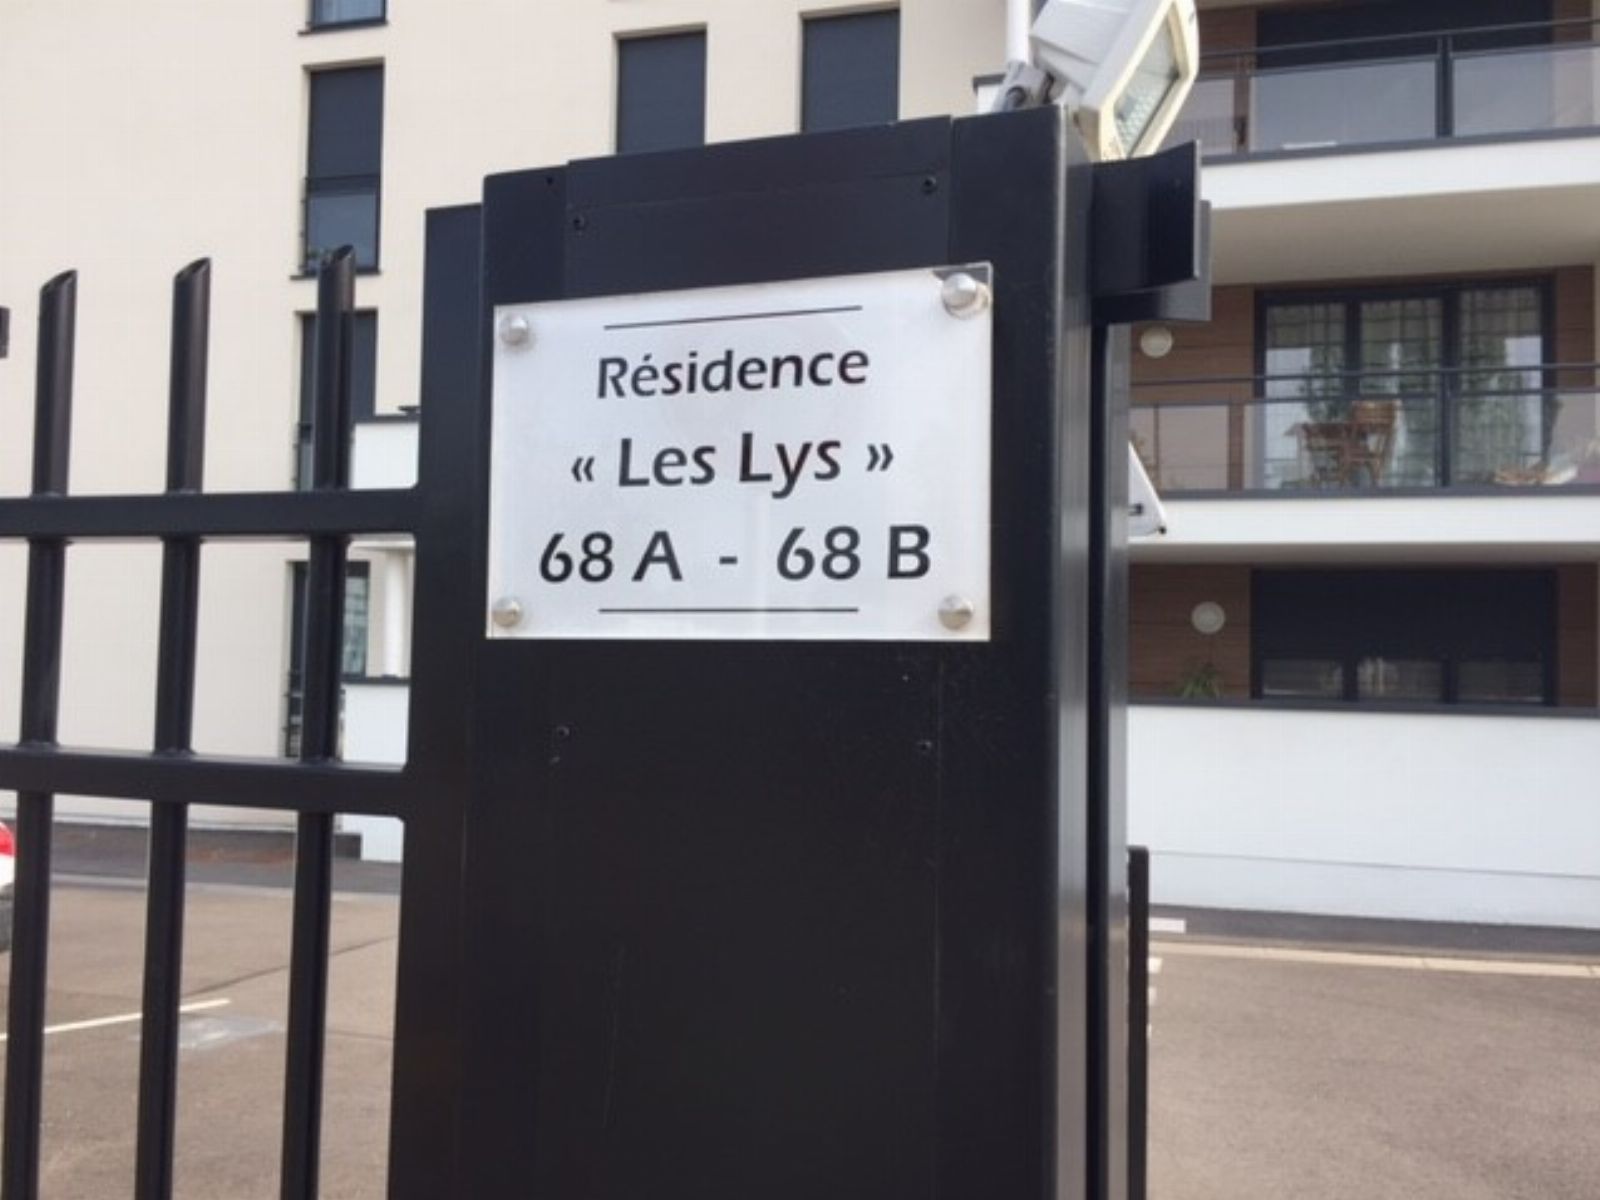 Résidence
« Les Lys »
68 A - 68 B